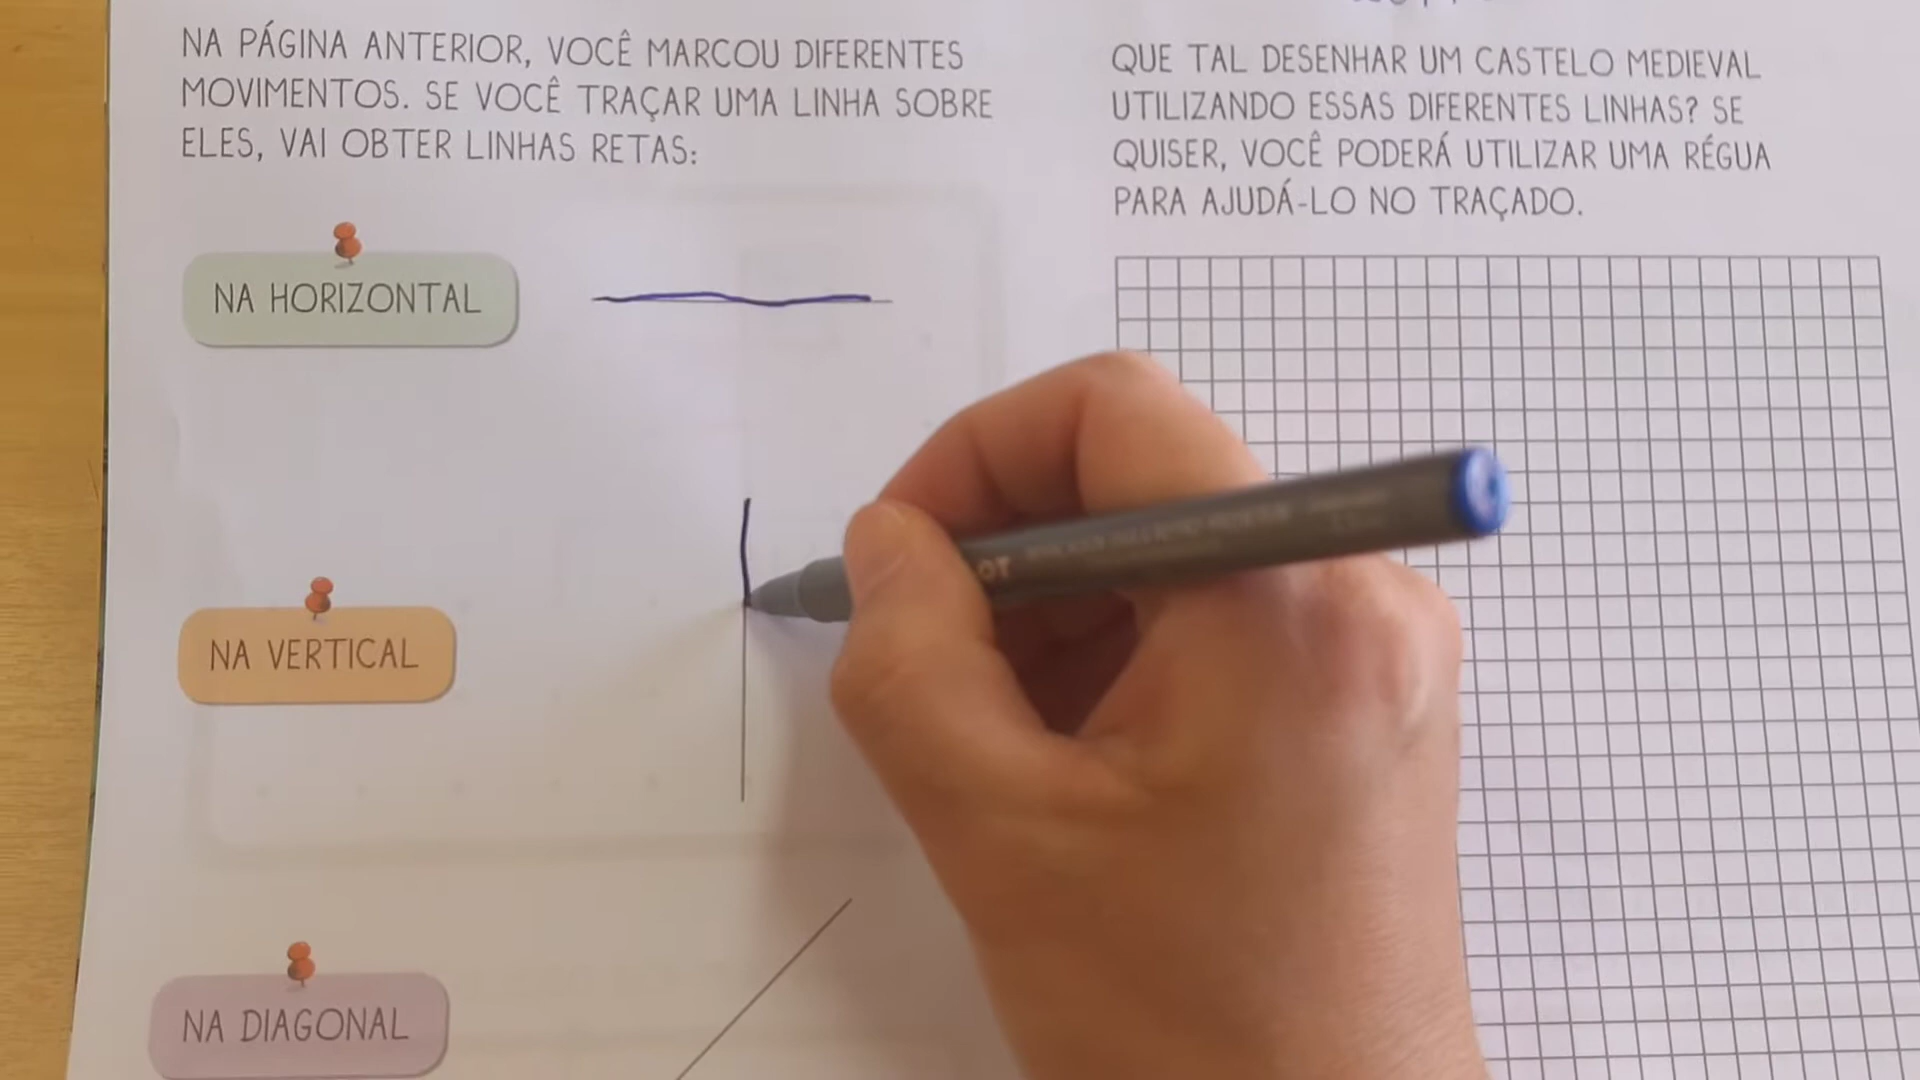 NA PÁGINA ANTERIOR, VOCÊ MARCOU DIFERENTES
MOVIMENTOS. SE VOCÊ TRAÇAR UMA LINHA SOBRE
ELES, VAI OBTER LINHAS RETAS:
NA HORIZONTAL
NA VERTICAL
NA DIAGONAL
QUE TAL DESENHAR UM CASTELO MEDIEVAL
UTILIZANDO ESSAS DIFERENTES LINHAS? SE
QUISER, VOCÊ PODERÁ UTILIZAR UMA RÉGUA
PARA AJUDÁ-LO NO TRAÇADO.